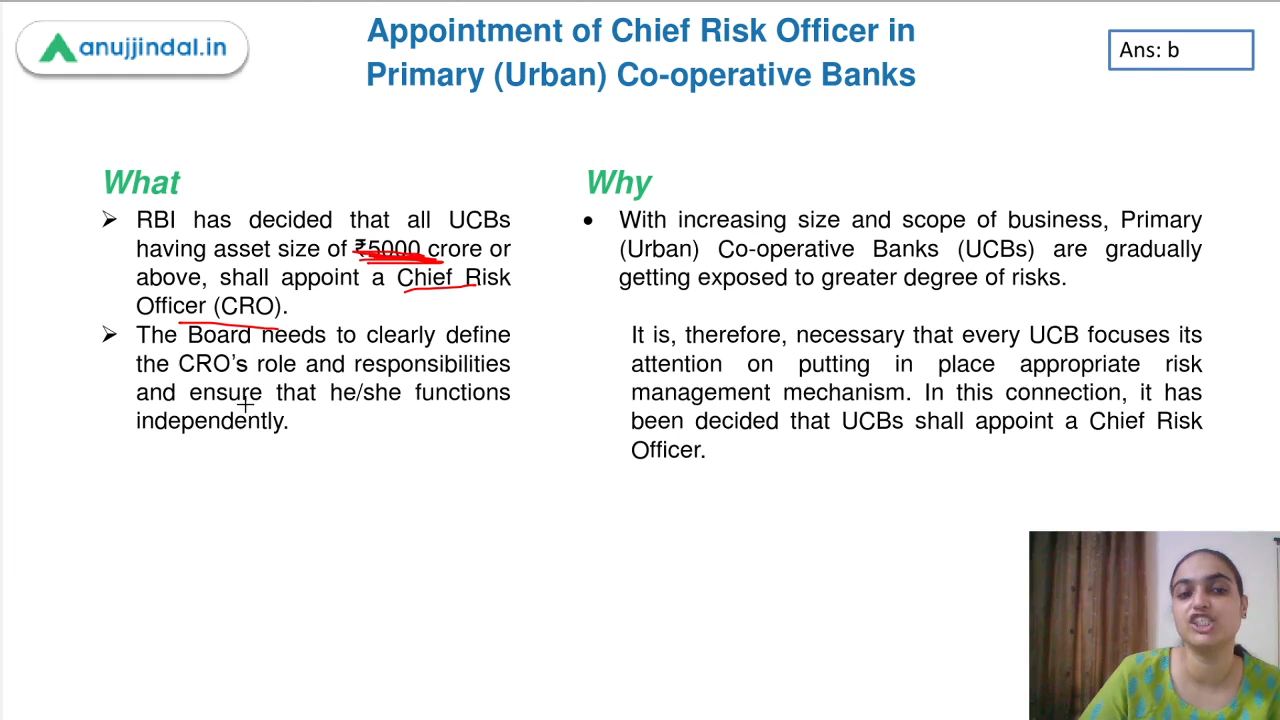 anujjindal.in
Appointment of Chief Risk Officer in
Primary (Urban) Co-operative Banks
Ans: b
What
➢ RBI has decided that all UCBs
having asset size of ₹5000 crore or
above, shall appoint a Chief Risk
Officer (CRO).
➢ The Board needs to clearly define
the CRO's role and responsibilities
and ensure that he/she functions
independently.
Why
• With increasing size and scope of business, Primary
(Urban) Co-operative Banks (UCBs) are gradually
getting exposed to greater degree of risks.
It is, therefore, necessary that every UCB focuses its
attention on putting in place appropriate risk
management mechanism. In this connection, it has
been decided that UCBs shall appoint a Chief Risk
Officer.